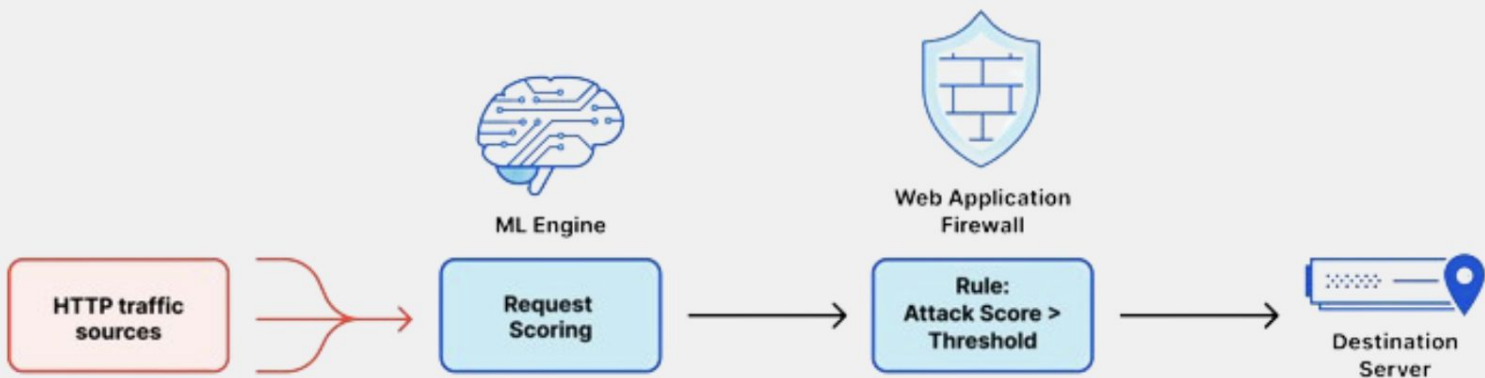 ML Engine
Web Application
Firewall
HTTP traffic
sources
Request
Scoring
Rule:
Attack Score >
Threshold
Destination
Server